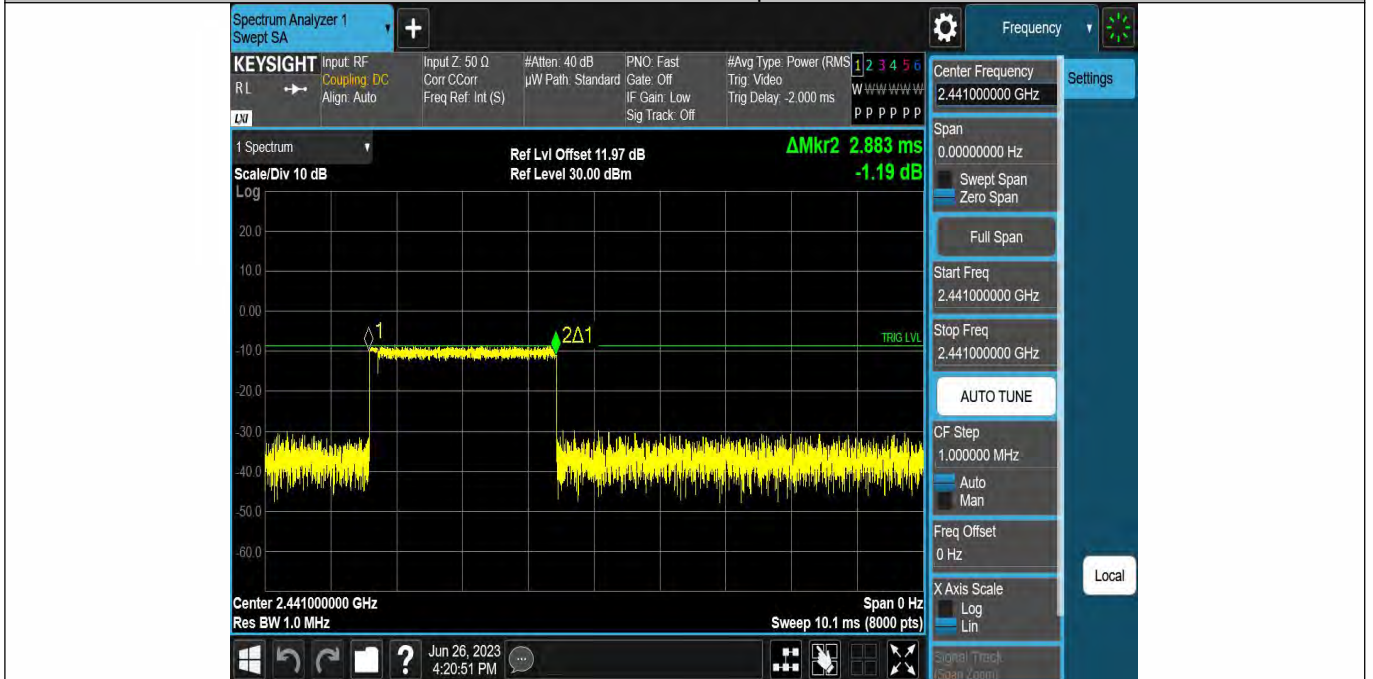 Spectrum Analyzer 1
Swept SA
+
Frequency
KEYSIGHT
RL
LXI
Input: RF
Coupling: DC
Align: Auto
Input Z: 50 Ω
Corr CCorr
Freq Ref: Int (S)
#Atten: 40 dB
µW Path: Standard
PNO: Fast
Gate: Off
IF Gain: Low
Sig Track: Off
#Avg Type: Power (RMS
Trig: Video
Trig Delay: -2.000 ms
1 2 3 4 5 6
W W W W W W
P P P P P P
1 Spectrum
Scale/Div 10 dB
Log
Ref Lvl Offset 11.97 dB
Ref Level 30.00 dBm
ΔMkr2 2.883 ms
-1.19 dB
20.0
10.0
0.00
-10.0
-20.0
-30.0
-40.0
-50.0
-60.0
1
2Δ1
TRIG LVL
Center 2.441000000 GHz
Res BW 1.0 MHz
Span 0 Hz
Sweep 10.1 ms (8000 pts)
?
Jun 26, 2023
4:20:51 PM
Center Frequency
2.441000000 GHz
Span
0.00000000 Hz
Swept Span
Zero Span
Full Span
Start Freq
2.441000000 GHz
Stop Freq
2.441000000 GHz
AUTO TUNE
CF Step
1.000000 MHz
Auto
Man
Freq Offset
0 Hz
X Axis Scale
Log
Lin
Signal Track
(Span Zoom)
Settings
Local